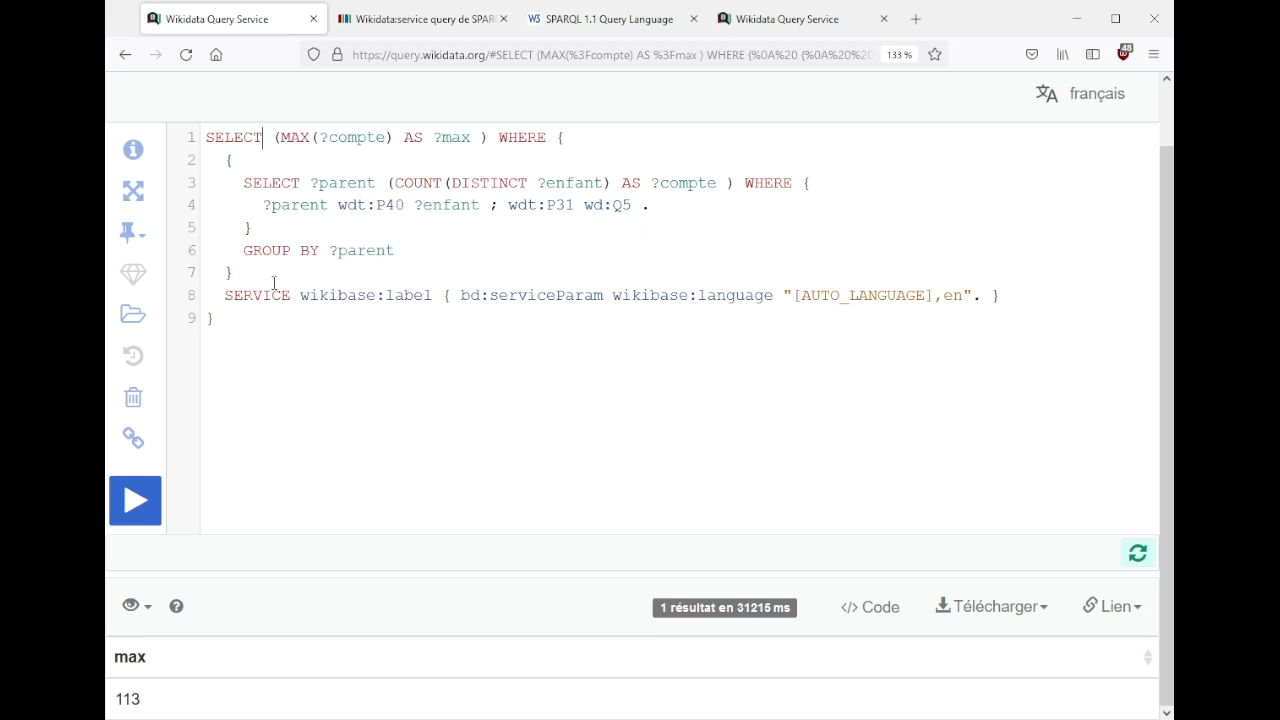 Wikidata Query Service
Wikidata:service query de SPAR
W3 SPARQL 1.1 Query Language
Wikidata Query Service
https://query.wikidata.org/#SELECT (MAX(%3Fcompte) AS %3Fmax ) WHERE {%0A%20 {%0A%20%20
133 %
48
français
1 SELECT (MAX(?compte) AS ?max ) WHERE {
2 {
3 SELECT ?parent (COUNT(DISTINCT ?enfant) AS ?compte ) WHERE {
4 ?parent wdt:P40 ?enfant ; wdt:P31 wd:Q5 .
5 }
6 GROUP BY ?parent
7 }
8 SERVICE wikibase:label { bd:serviceParam wikibase:language "[AUTO_LANGUAGE],en". }
9 }
1 résultat en 31215 ms
</> Code
Télécharger
Lien
max
113